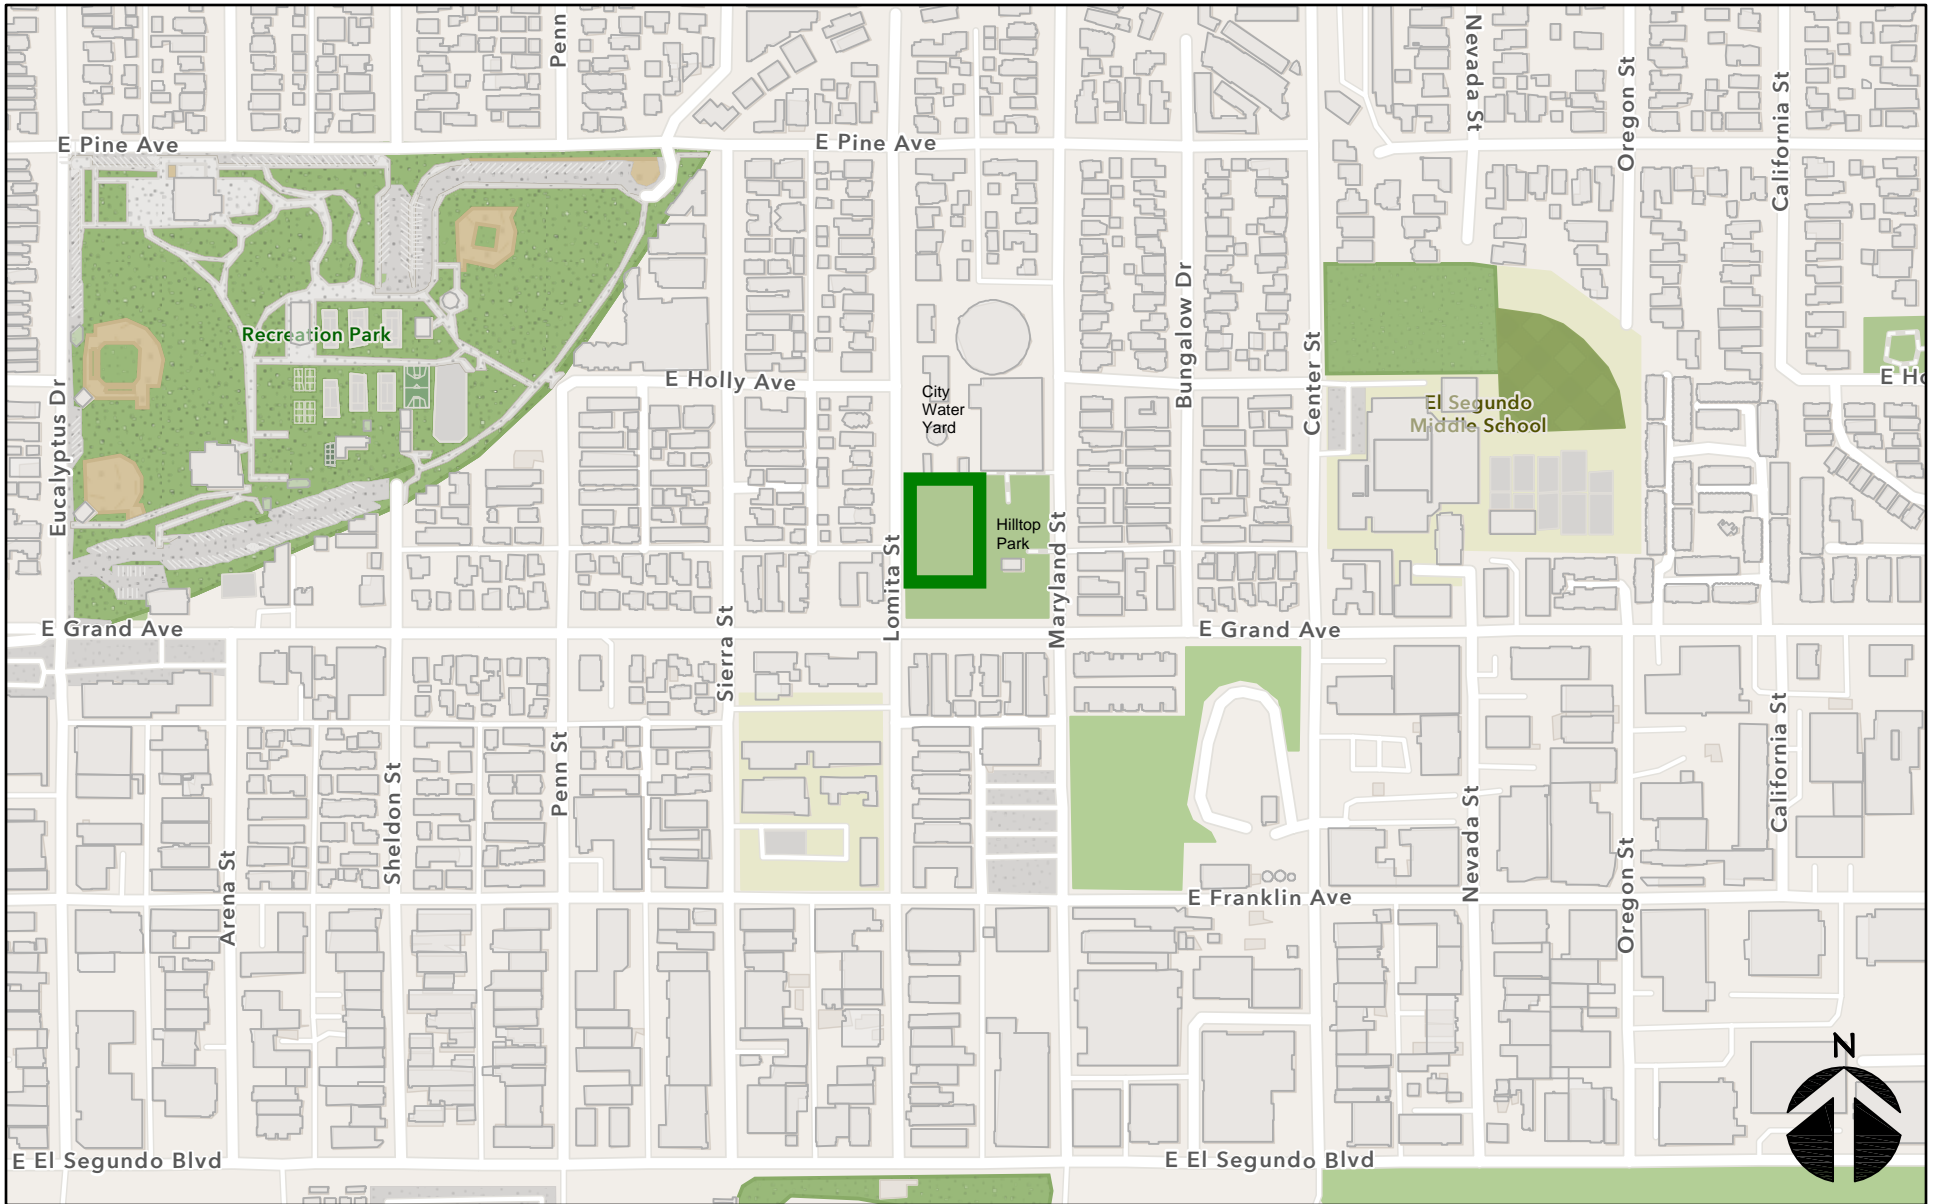 Penn
Nevada St
Oregon St
California St
E Pine Ave
E Pine Ave
Recreation Park
Eucalyptus Dr
E Holly Ave
Bungalow Dr
Center St
E Ho
City
Water
Yard
El Segundo
Middle School
Hilltop
Park
Lomita St
Maryland St
E Grand Ave
Sierra St
E Grand Ave
Penn St
Sheldon St
Arena St
Nevada St
California St
Oregon St
E Franklin Ave
N
E El Segundo Blvd
E El Segundo Blvd